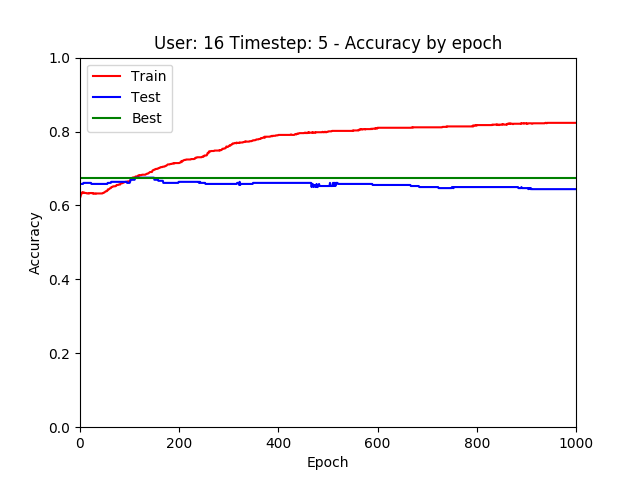 User: 16 Timestep: 5 - Accuracy by epoch
1.0
0.8
0.6
0.4
0.2
0.0
Accuracy
Train
Test
Best
0 200 400 600 800 1000
Epoch